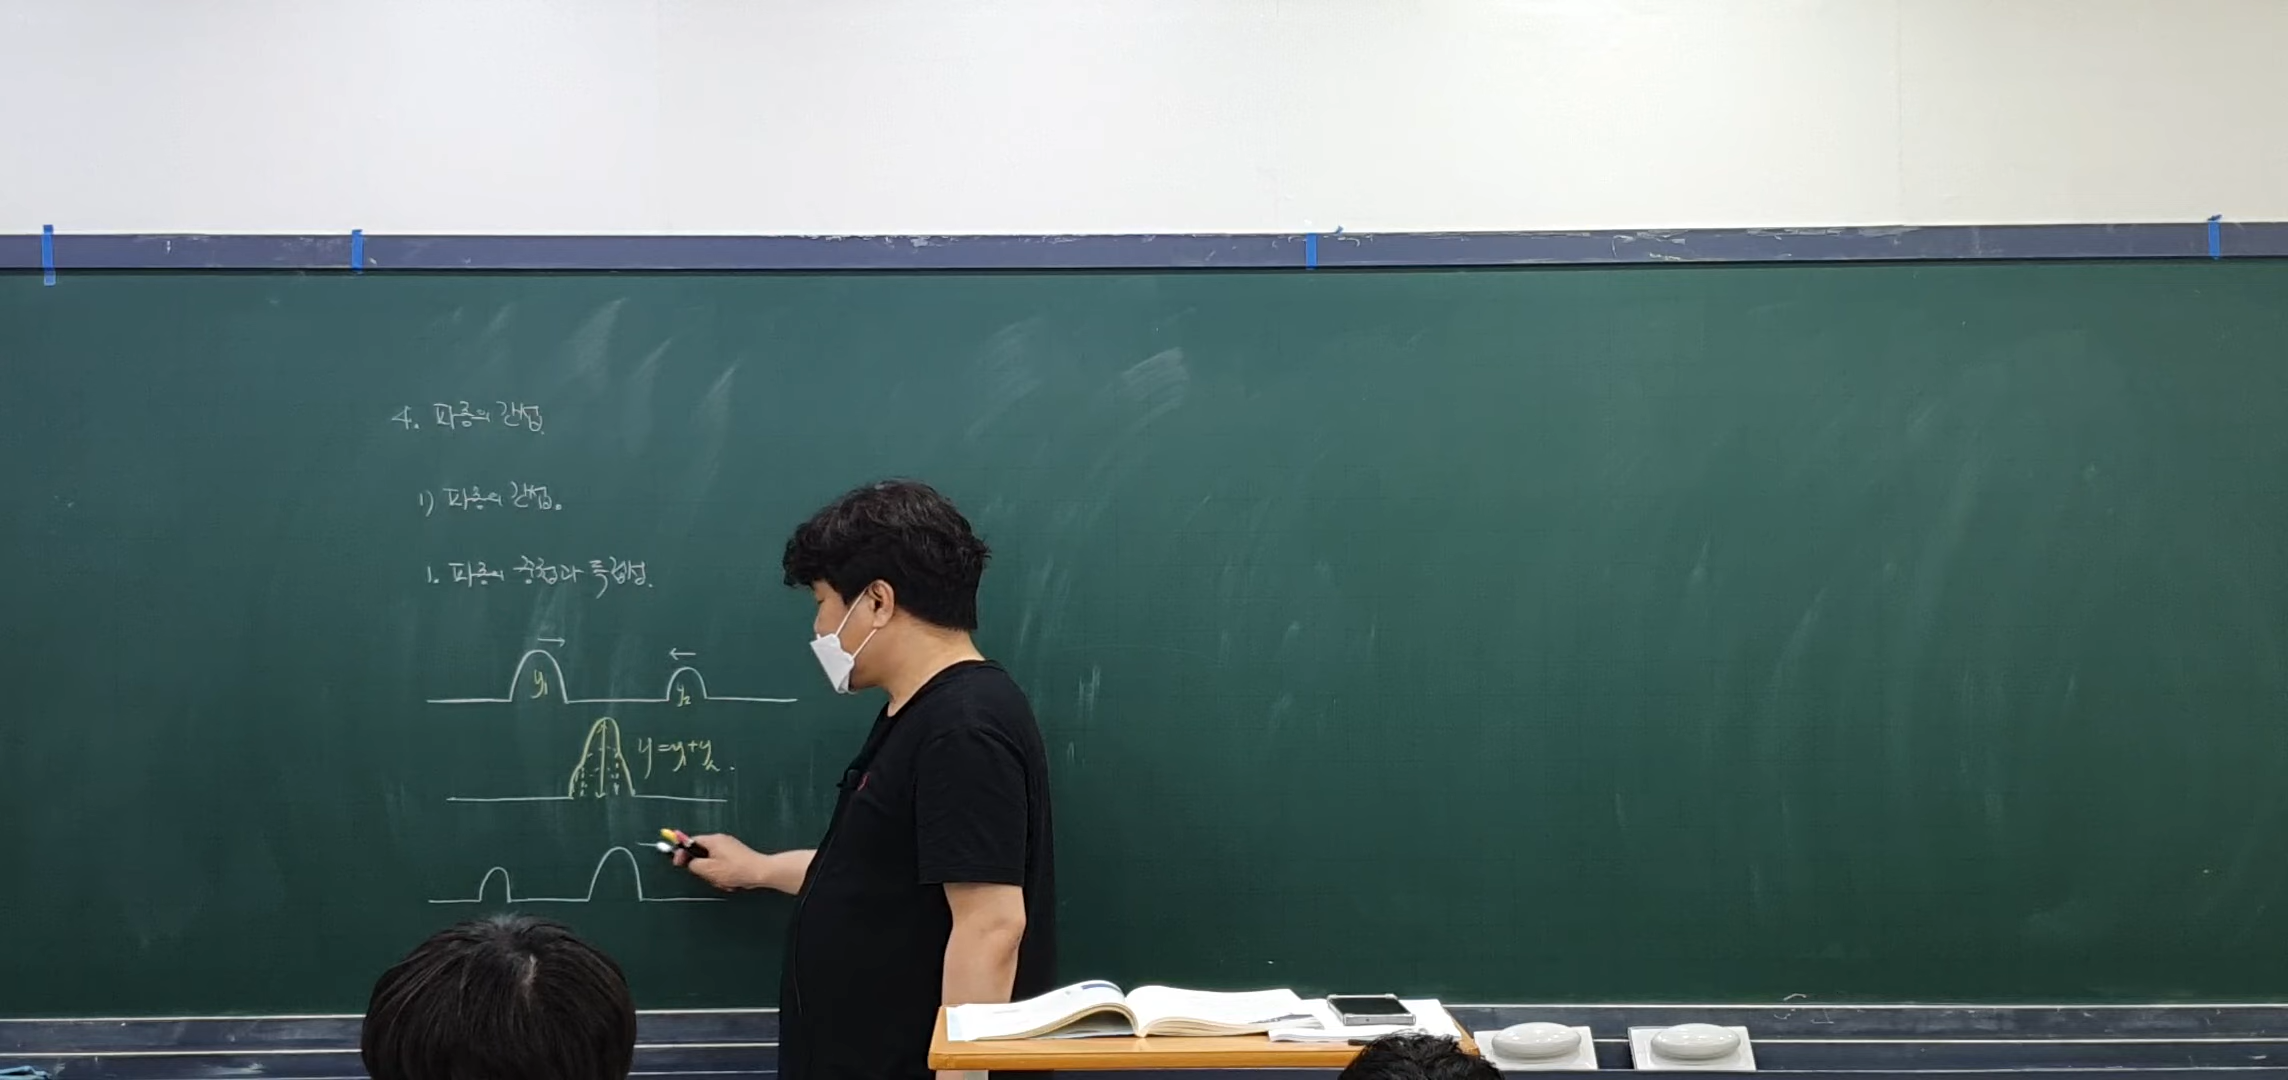 4. 파동의 간섭.
1) 파동의 간섭.
1. 파동의 중첩과 독립성.
y₁ y₂
y=y₁+y₂.